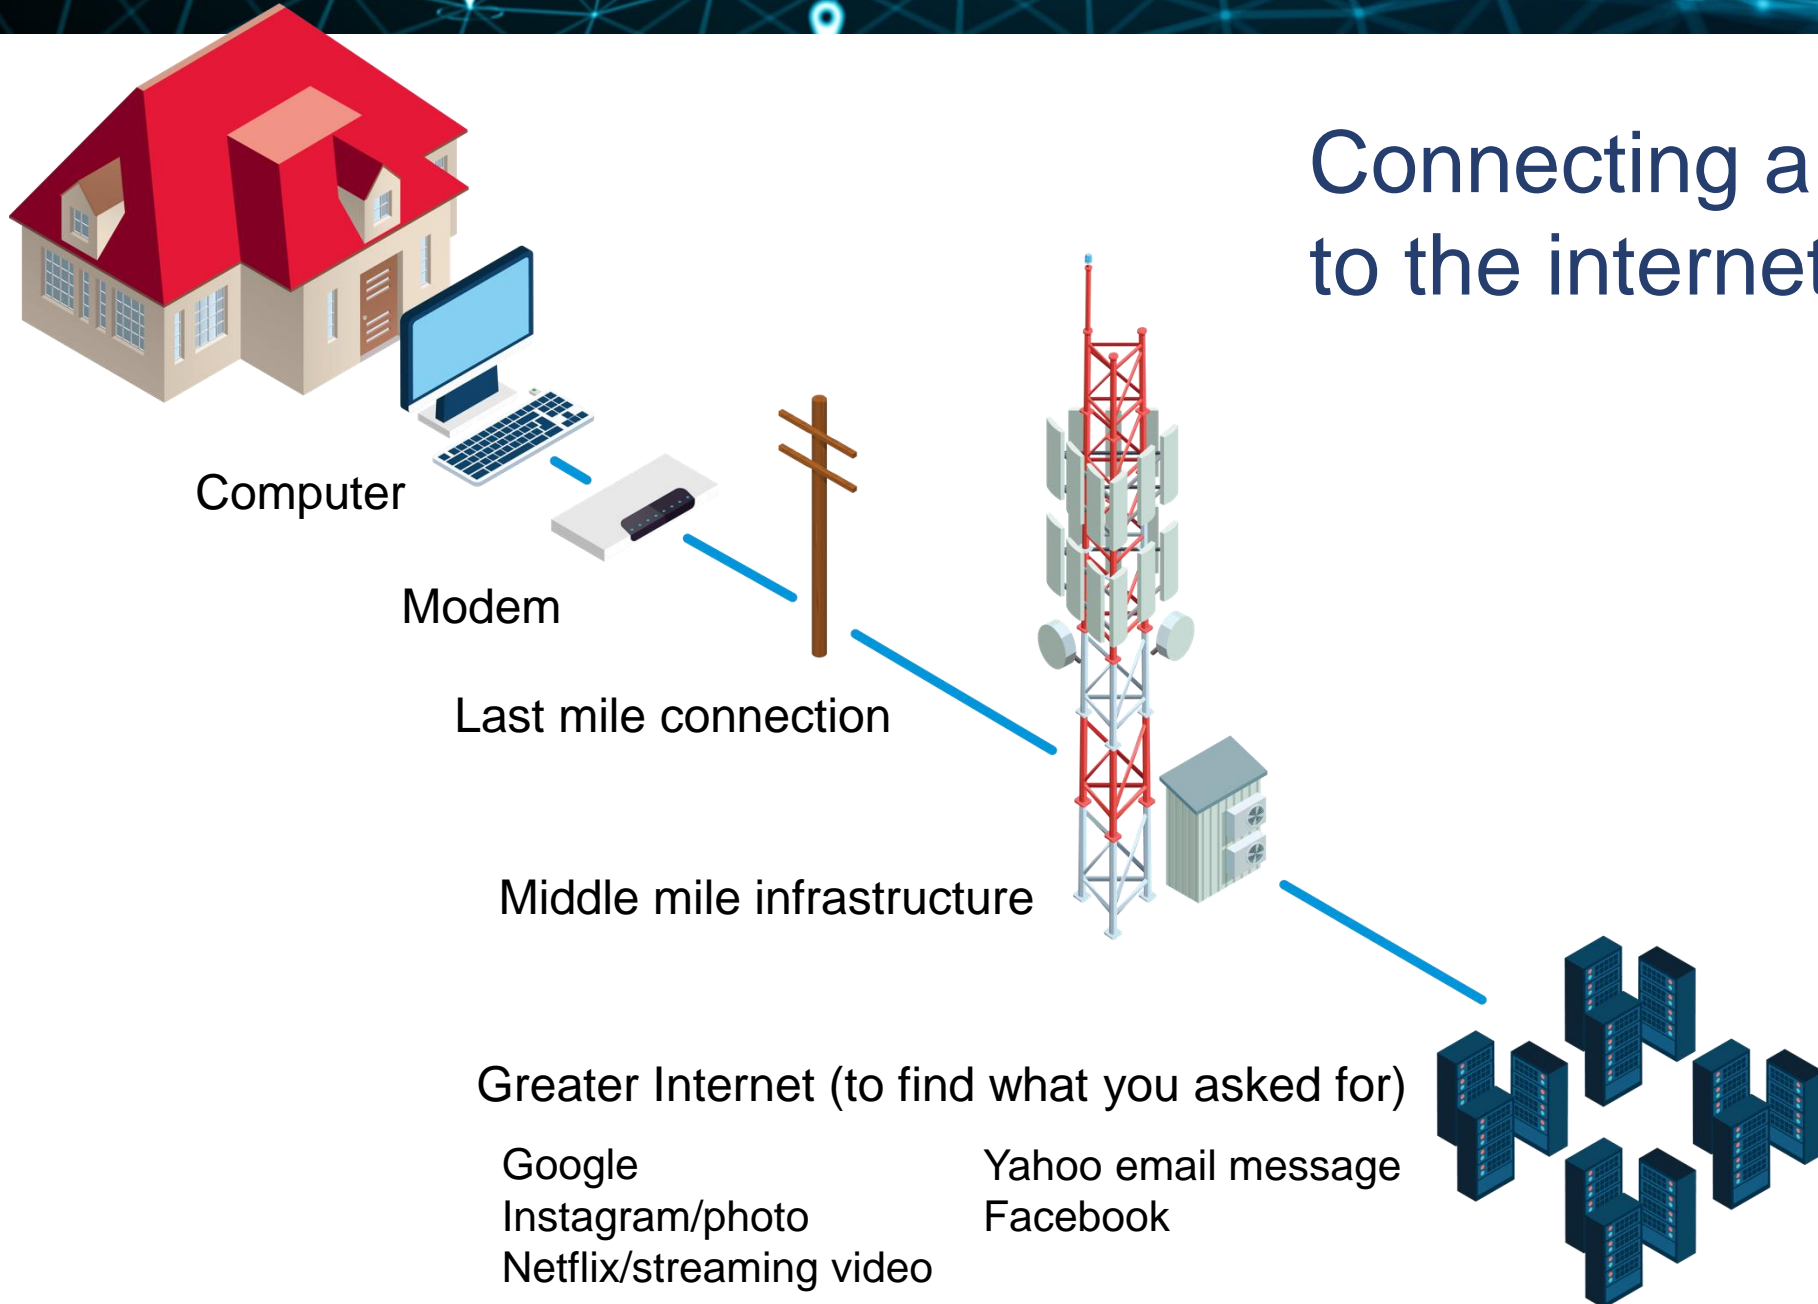 Connecting a
to the internet
Computer
Modem
Last mile connection
Middle mile infrastructure
Greater Internet (to find what you asked for)
Google
Instagram/photo
Netflix/streaming video
Yahoo email message
Facebook